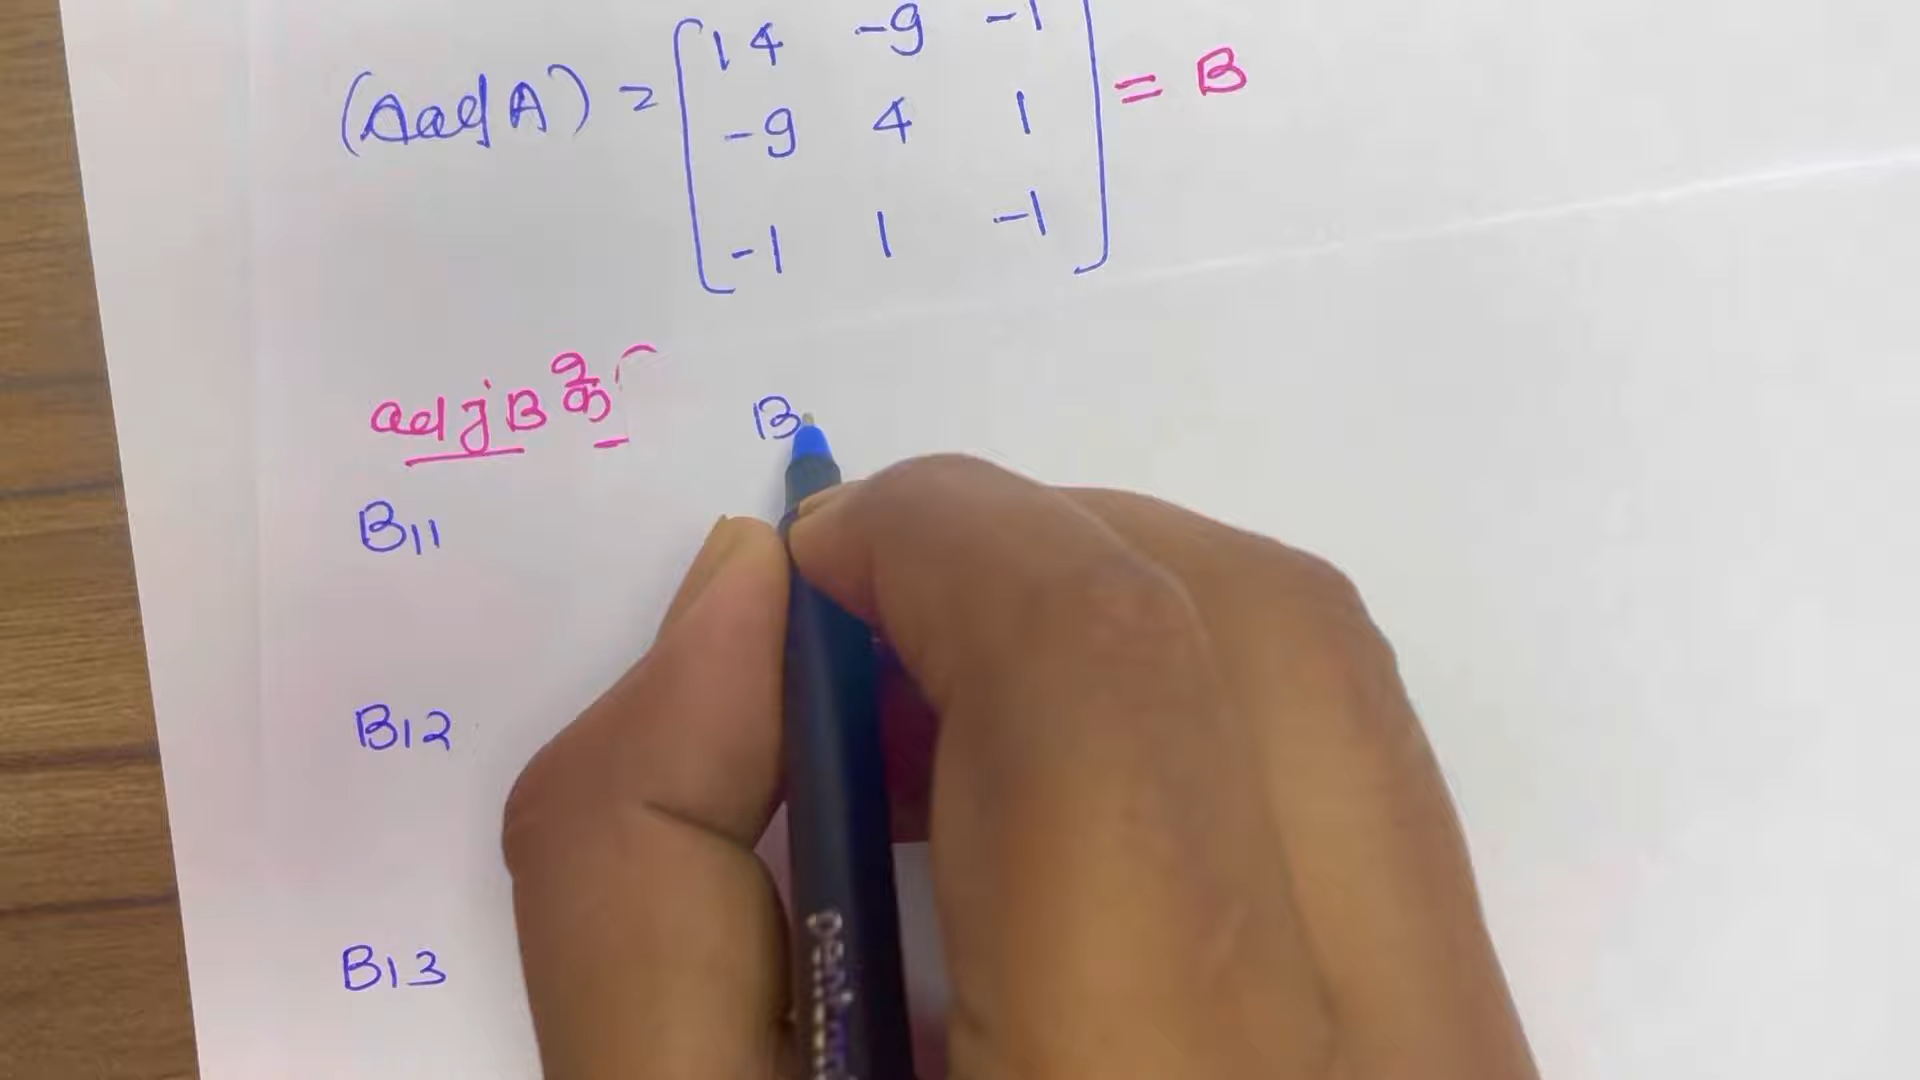 14 -9 -1
(Aadj A) = -9 4 1 = B
-1 1 -1
adj B के
B
B11
B12
B13